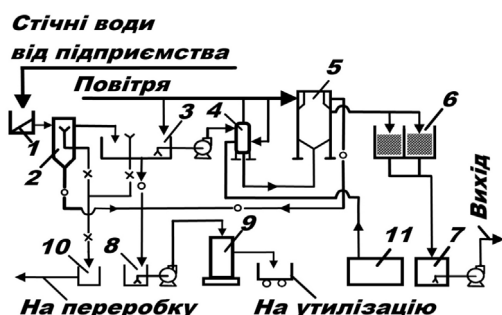 Стічні води
від підприємства
Повітря
1
2
3
4
5
6
Вихід
10
8
9
11
7
На переробку
На утилизацію